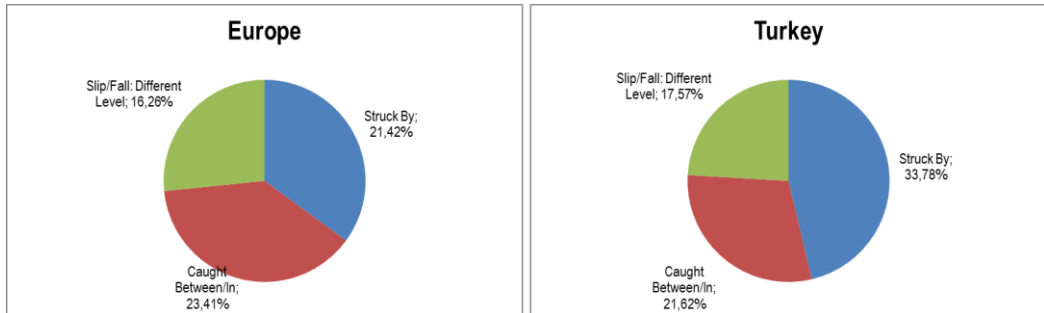 Europe
Slip/Fall: Different
Level; 16,26%
Struck By;
21,42%
Caught
Between/In;
23,41%
Turkey
Slip/Fall: Different
Level; 17,57%
Struck By;
33,78%
Caught
Between/In;
21,62%